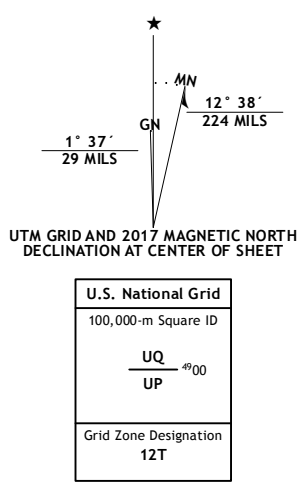 ★
MN
GN
12° 38´
224 MILS
1° 37´
29 MILS
UTM GRID AND 2017 MAGNETIC NORTH
DECLINATION AT CENTER OF SHEET
U.S. National Grid
100,000-m Square ID
UQ
4900
UP
Grid Zone Designation
12T